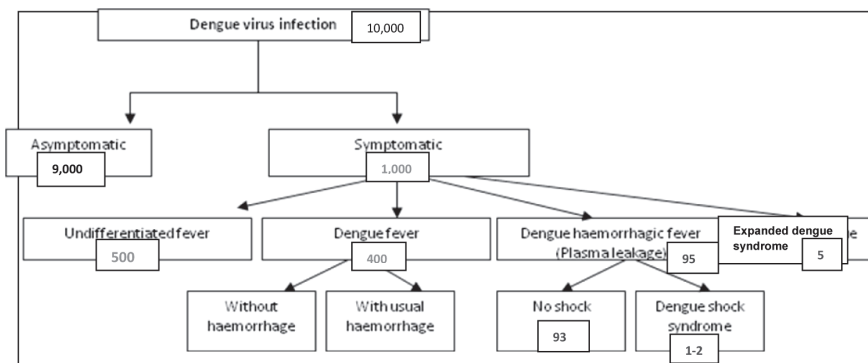 Dengue virus infection 10,000
Asymptomatic
9,000
Symptomatic
1,000
Undifferentiated fever
500
Dengue fever
400
Dengue haemorrhagic fever
(Plasma leakage) 95
Expanded dengue
syndrome 5
Without
haemorrhage
With usual
haemorrhage
No shock
93
Dengue shock
syndrome
1-2